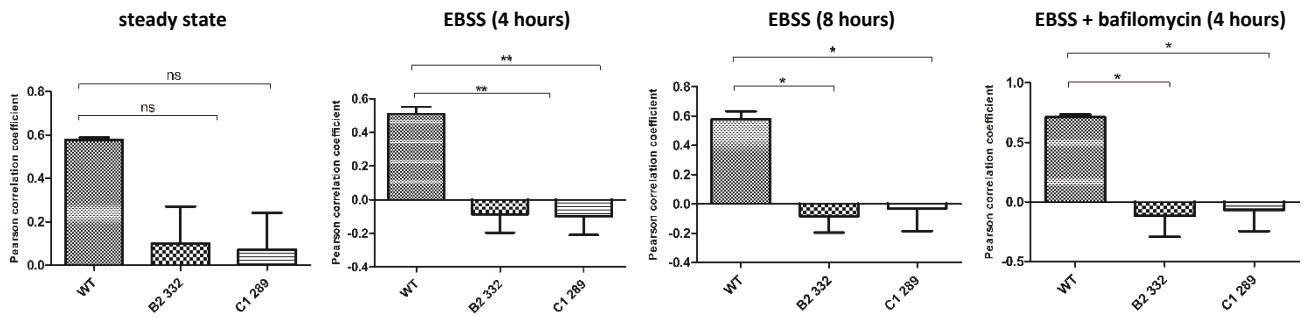 steady state
ns
ns
Pearson correlation coefficient
0.8
0.6
0.4
0.2
0.0
WT
B2 332
C1 289
EBSS (4 hours)
**
**
Pearson correlation coefficient
0.6
0.4
0.2
0.0
-0.2
-0.4
WT
B2 332
C1 289
EBSS (8 hours)
*
*
Pearson correlation coefficient
0.8
0.6
0.4
0.2
0.0
-0.2
-0.4
WT
B2 332
C1 289
EBSS + bafilomycin (4 hours)
*
*
Pearson correlation coefficient
1.0
0.5
0.0
-0.5
WT
B2 332
C1 289